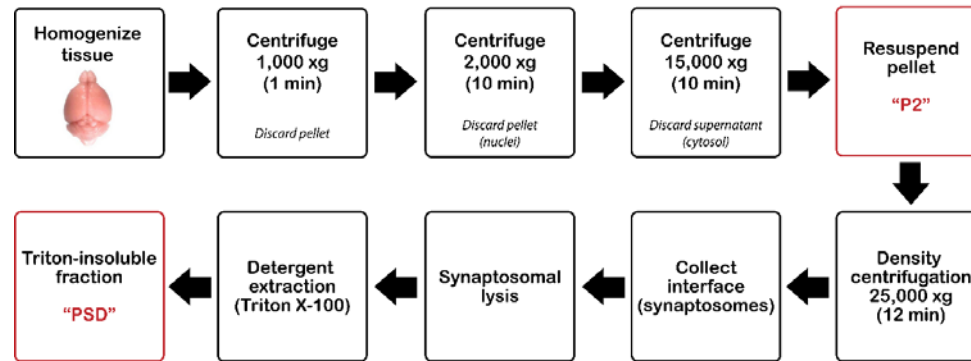 Homogenize
tissue
Centrifuge
1,000 xg
(1 min)
Discard pellet
Centrifuge
2,000 xg
(10 min)
Discard pellet
(nuclei)
Centrifuge
15,000 xg
(10 min)
Discard supernatant
(cytosol)
Resuspend
pellet
“P2”
Triton-insoluble
fraction
“PSD”
Detergent
extraction
(Triton X-100)
Synaptosomal
lysis
Collect
interface
(synaptosomes)
Density
centrifugation
25,000 xg
(12 min)